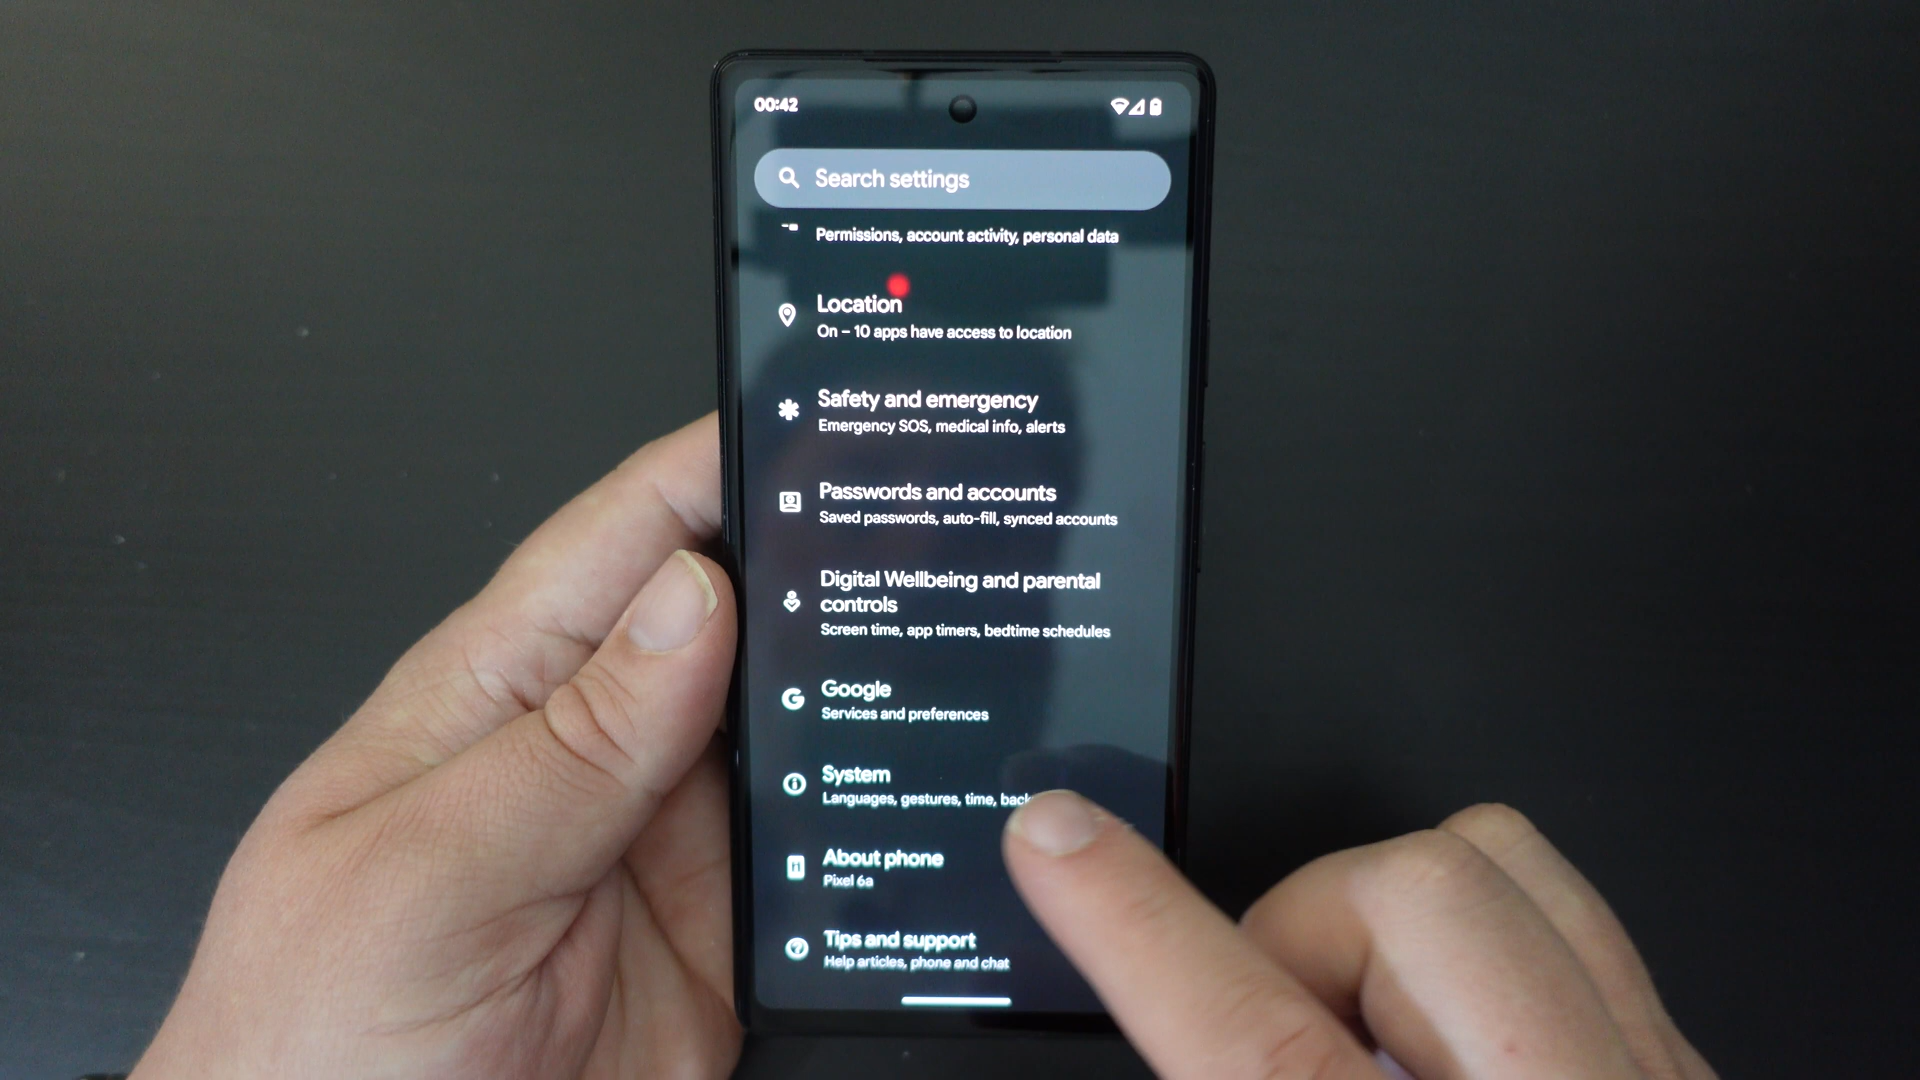 00:42
Search settings
Permissions, account activity, personal data
Location
On – 10 apps have access to location
Safety and emergency
Emergency SOS, medical info, alerts
Passwords and accounts
Saved passwords, auto-fill, synced accounts
Digital Wellbeing and parental
controls
Screen time, app timers, bedtime schedules
Google
Services and preferences
System
Languages, gestures, time,
About phone
Pixel 6a
Tips and support
Help articles, phone and chat